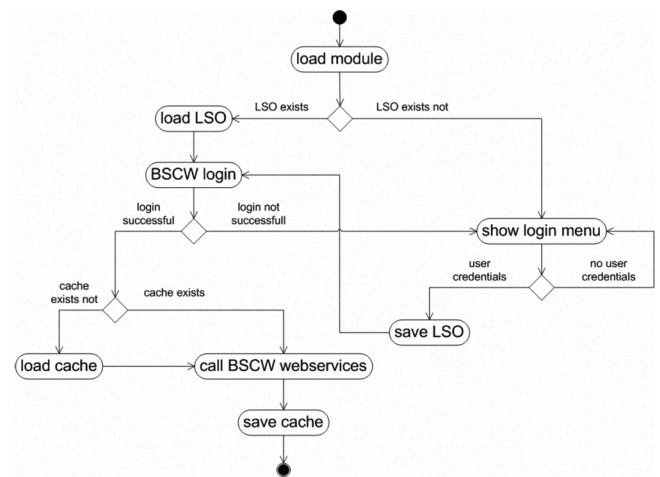 load module
LSO exists
LSO exists not
load LSO
BSCW login
login
successful
login not
successfull
show login menu
user
credentials
no user
credentials
cache
exists not
cache exists
save LSO
load cache
call BSCW webservices
save cache